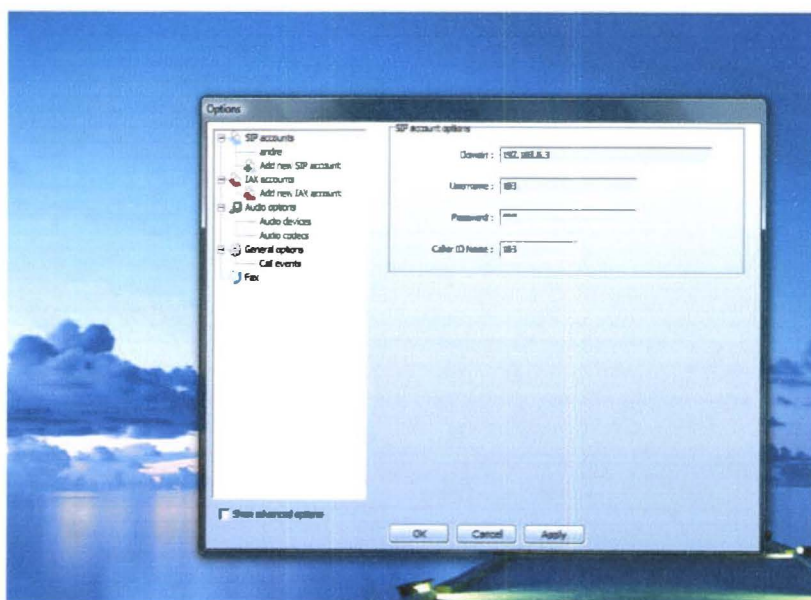 Options
SIP accounts
andre
Add new SIP account
IAX accounts
Add new IAX account
Audio options
Audio devices
Audio codecs
General options
Call events
Fax
SIP account options
Domain :
Username :
Password : ****
Caller ID Name :
Show advanced options
OK Cancel Apply